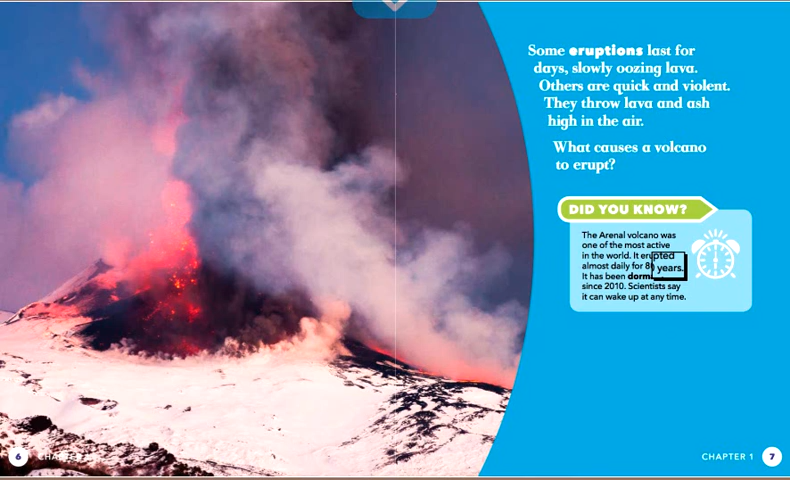 Some eruptions last for
days, slowly oozing lava.
Others are quick and violent.
They throw lava and ash
high in the air.
What causes a volcano
to erupt?
DID YOU KNOW?
The Arenal volcano was
one of the most active
in the world. It erupted
almost daily for years.
It has been
since 2010. Scientists say
it can wake up at any time.
6
CHAPTER 1 7